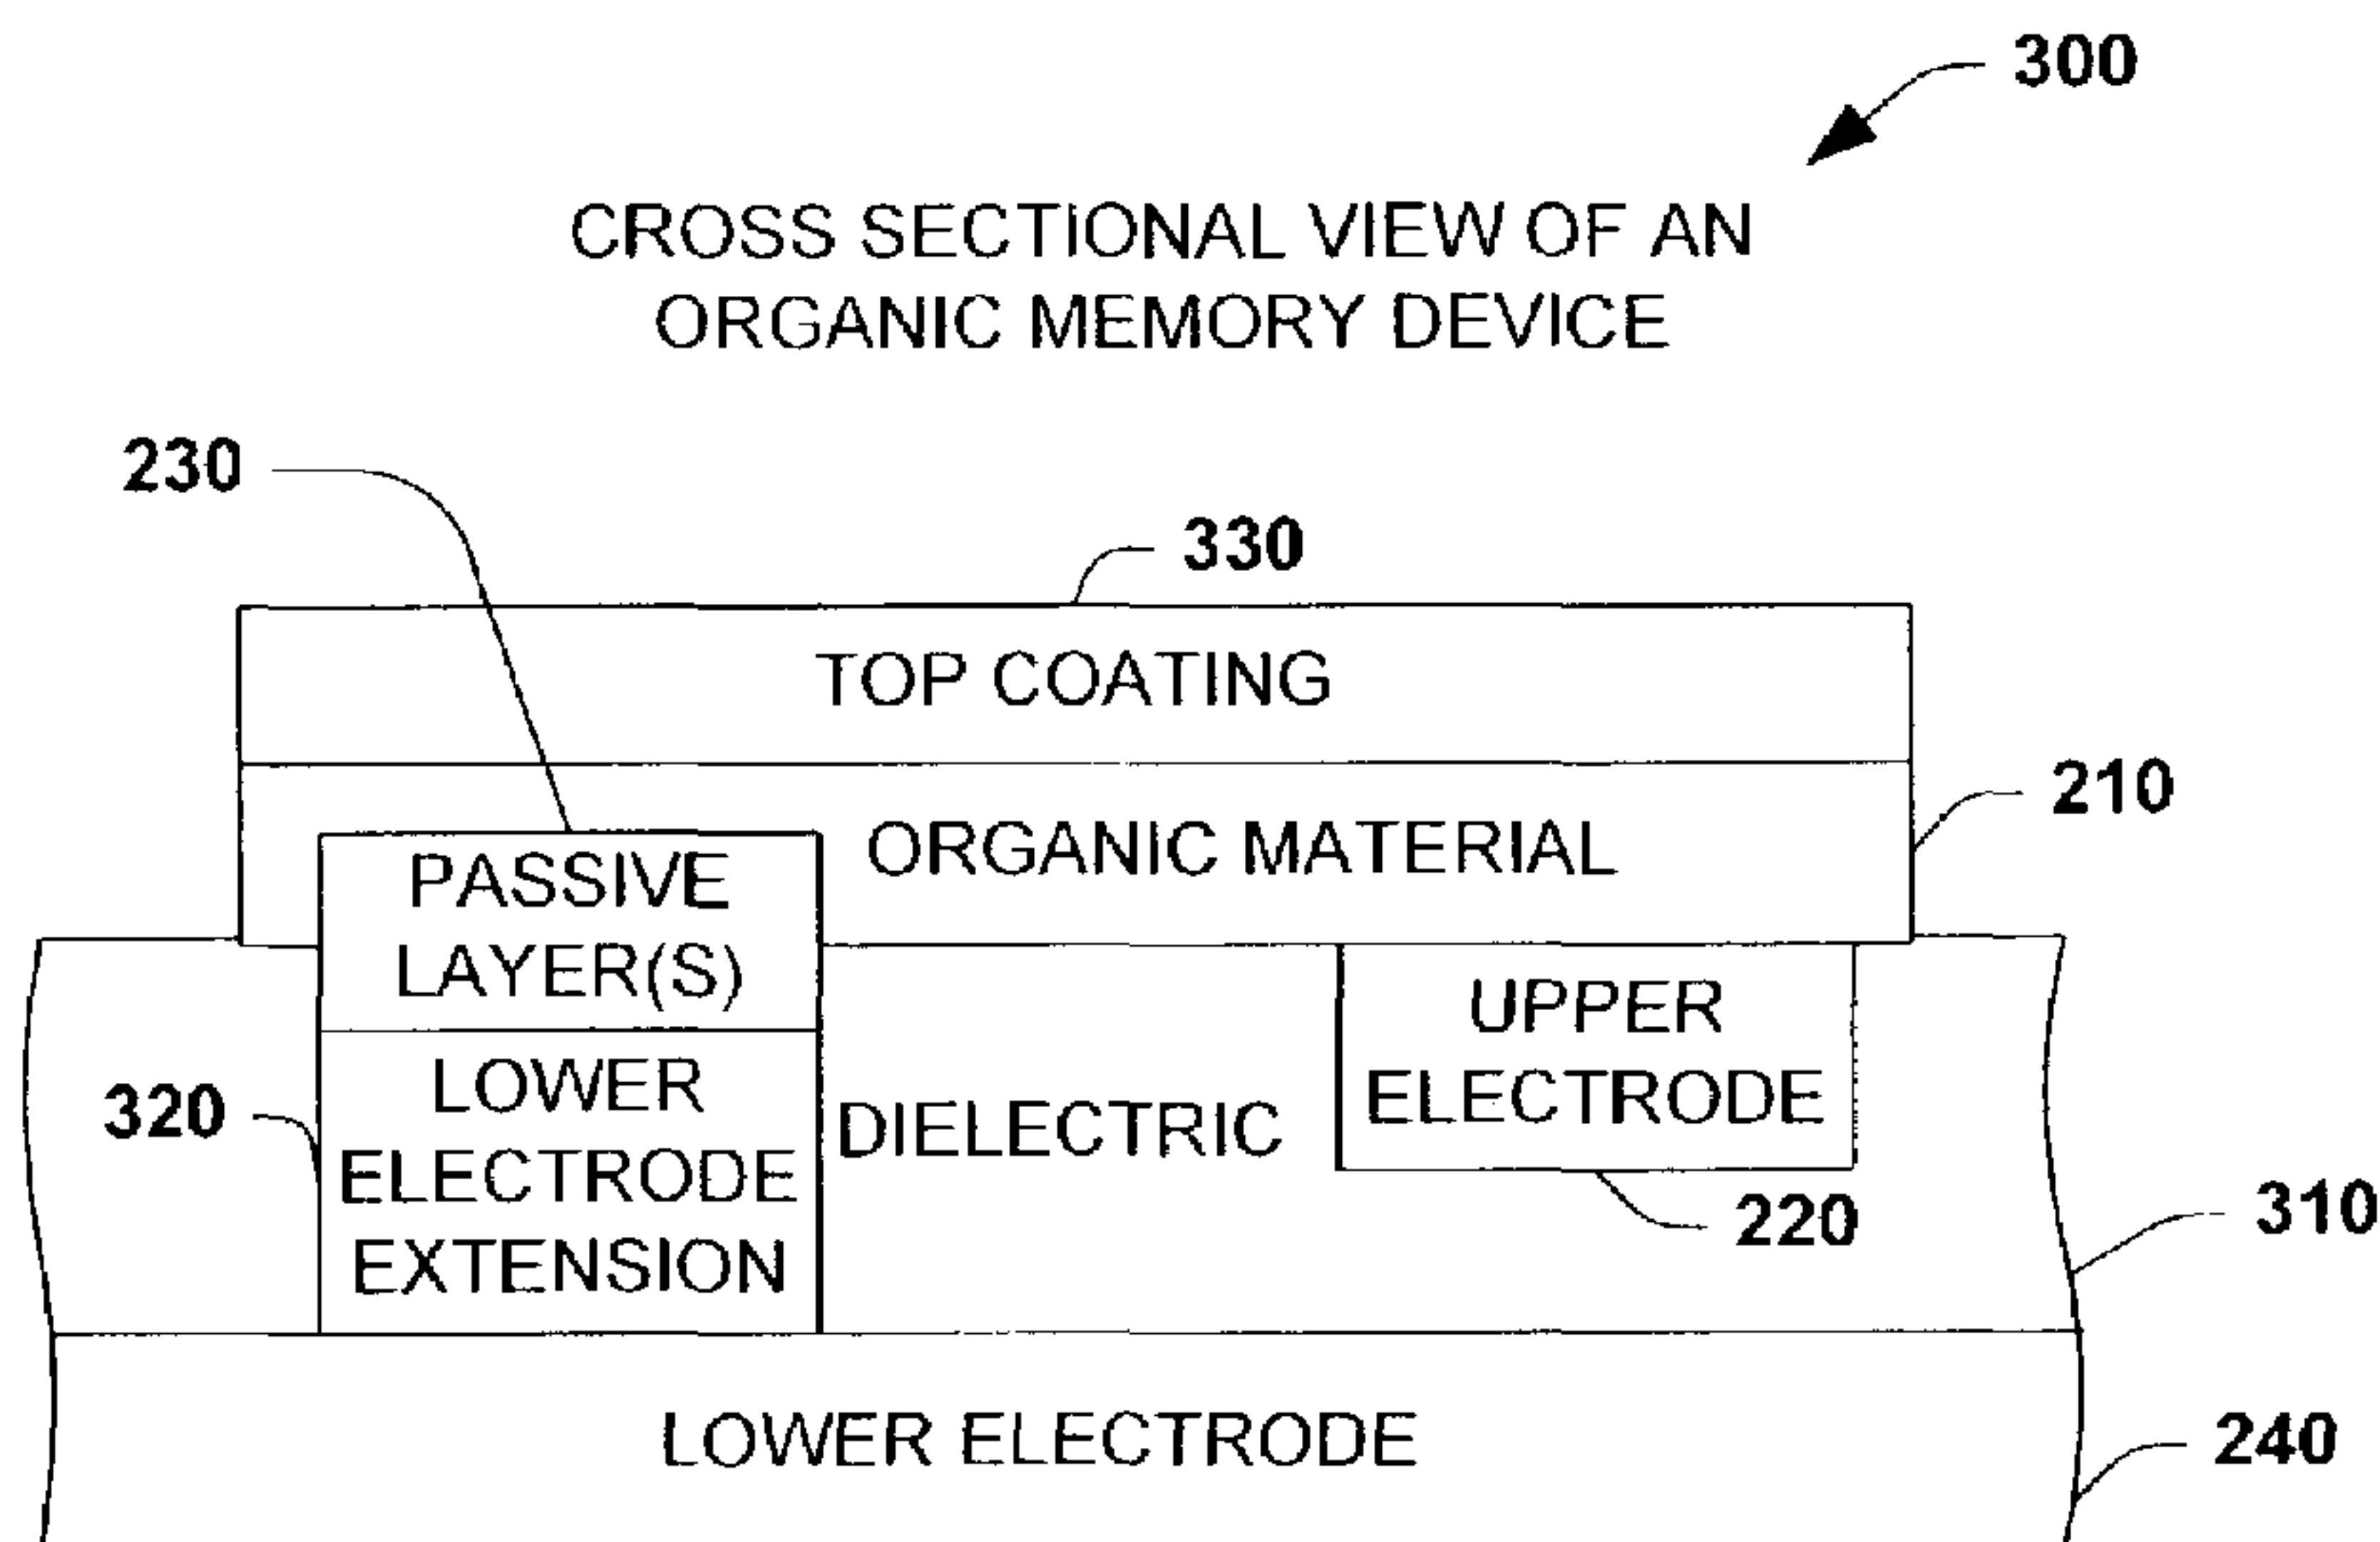 300
CROSS SECTIONAL VIEW OF AN
ORGANIC MEMORY DEVICE
230
330
TOP COATING
210
ORGANIC MATERIAL
PASSIVE
LAYER(S)
UPPER
ELECTRODE
LOWER
ELECTRODE
EXTENSION
320
DIELECTRIC
220
310
LOWER ELECTRODE
240